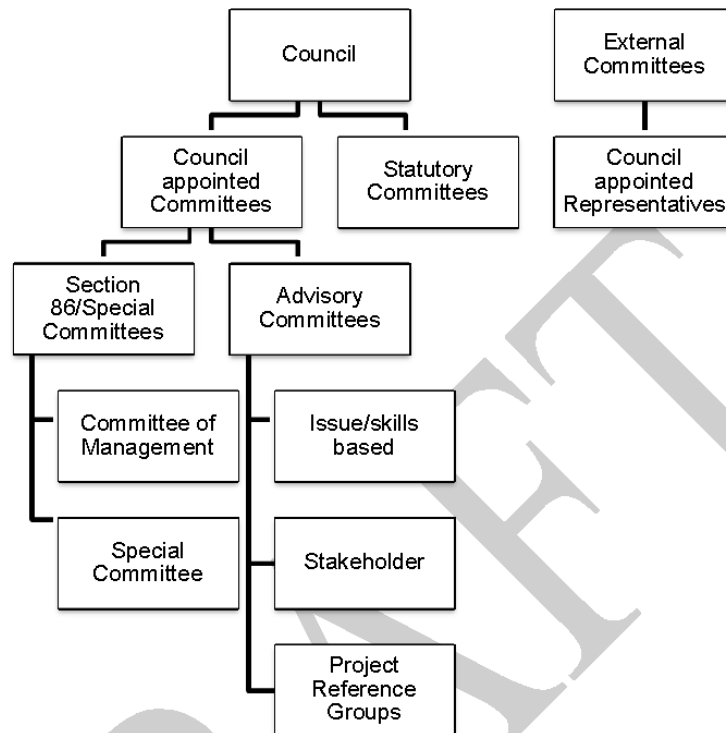 Council
External
Committees
Council
appointed
Committees
Statutory
Committees
Council
appointed
Representatives
Section
86/Special
Committees
Advisory
Committees
Committee of
Management
Issue/skills
based
Special
Committee
Stakeholder
Project
Reference
Groups
DRAFT